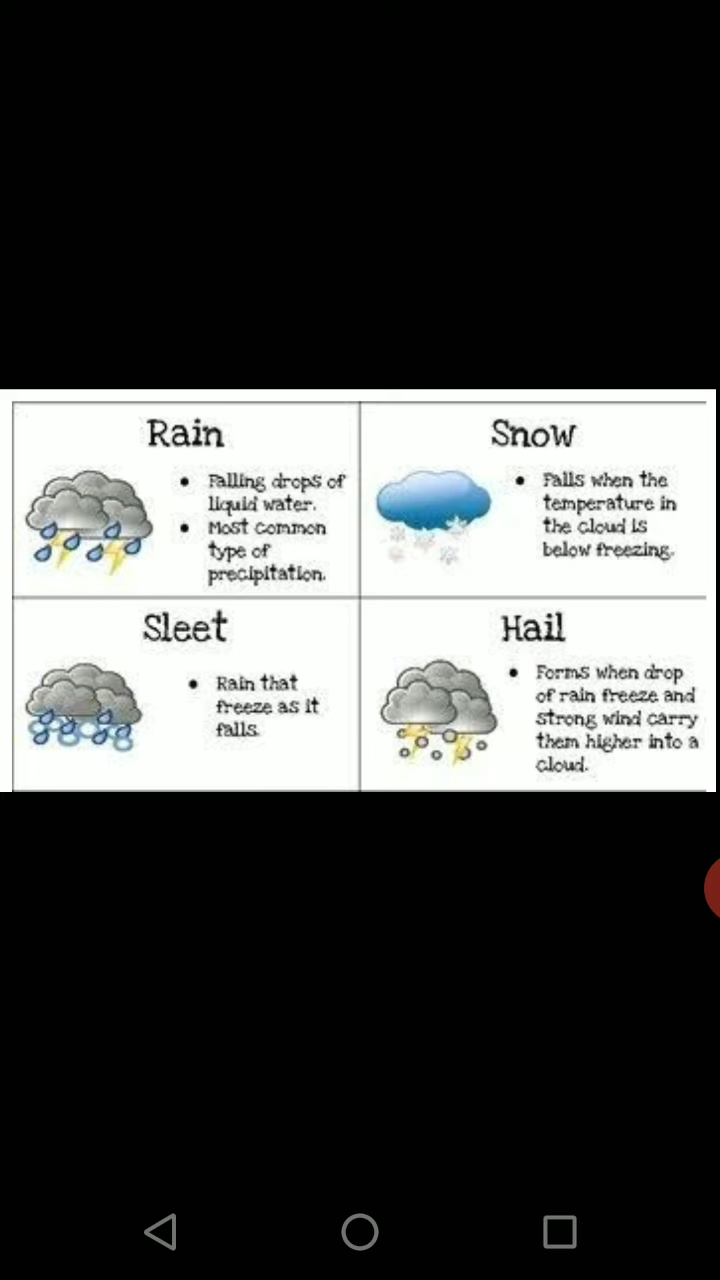 Rain
• Falling drops of
liquid water.
• Most common
type of
precipitation.
Snow
• Falls when the
temperature in
the cloud is
below freezing.
Sleet
• Rain that
freeze as it
falls.
Hail
• Forms when drop
of rain freeze and
strong wind carry
them higher into a
cloud.